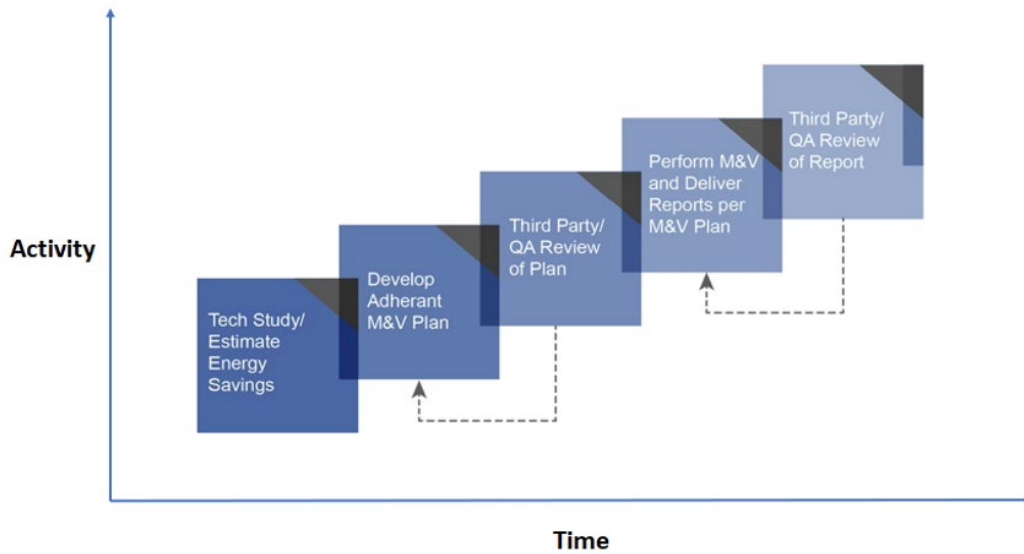 Activity
Tech Study/
Estimate
Energy
Savings
Develop
Adherant
M&V Plan
Third Party/
QA Review
of Plan
Perform M&V
and Deliver
Reports per
M&V Plan
Third Party/
QA Review
of Report
Time